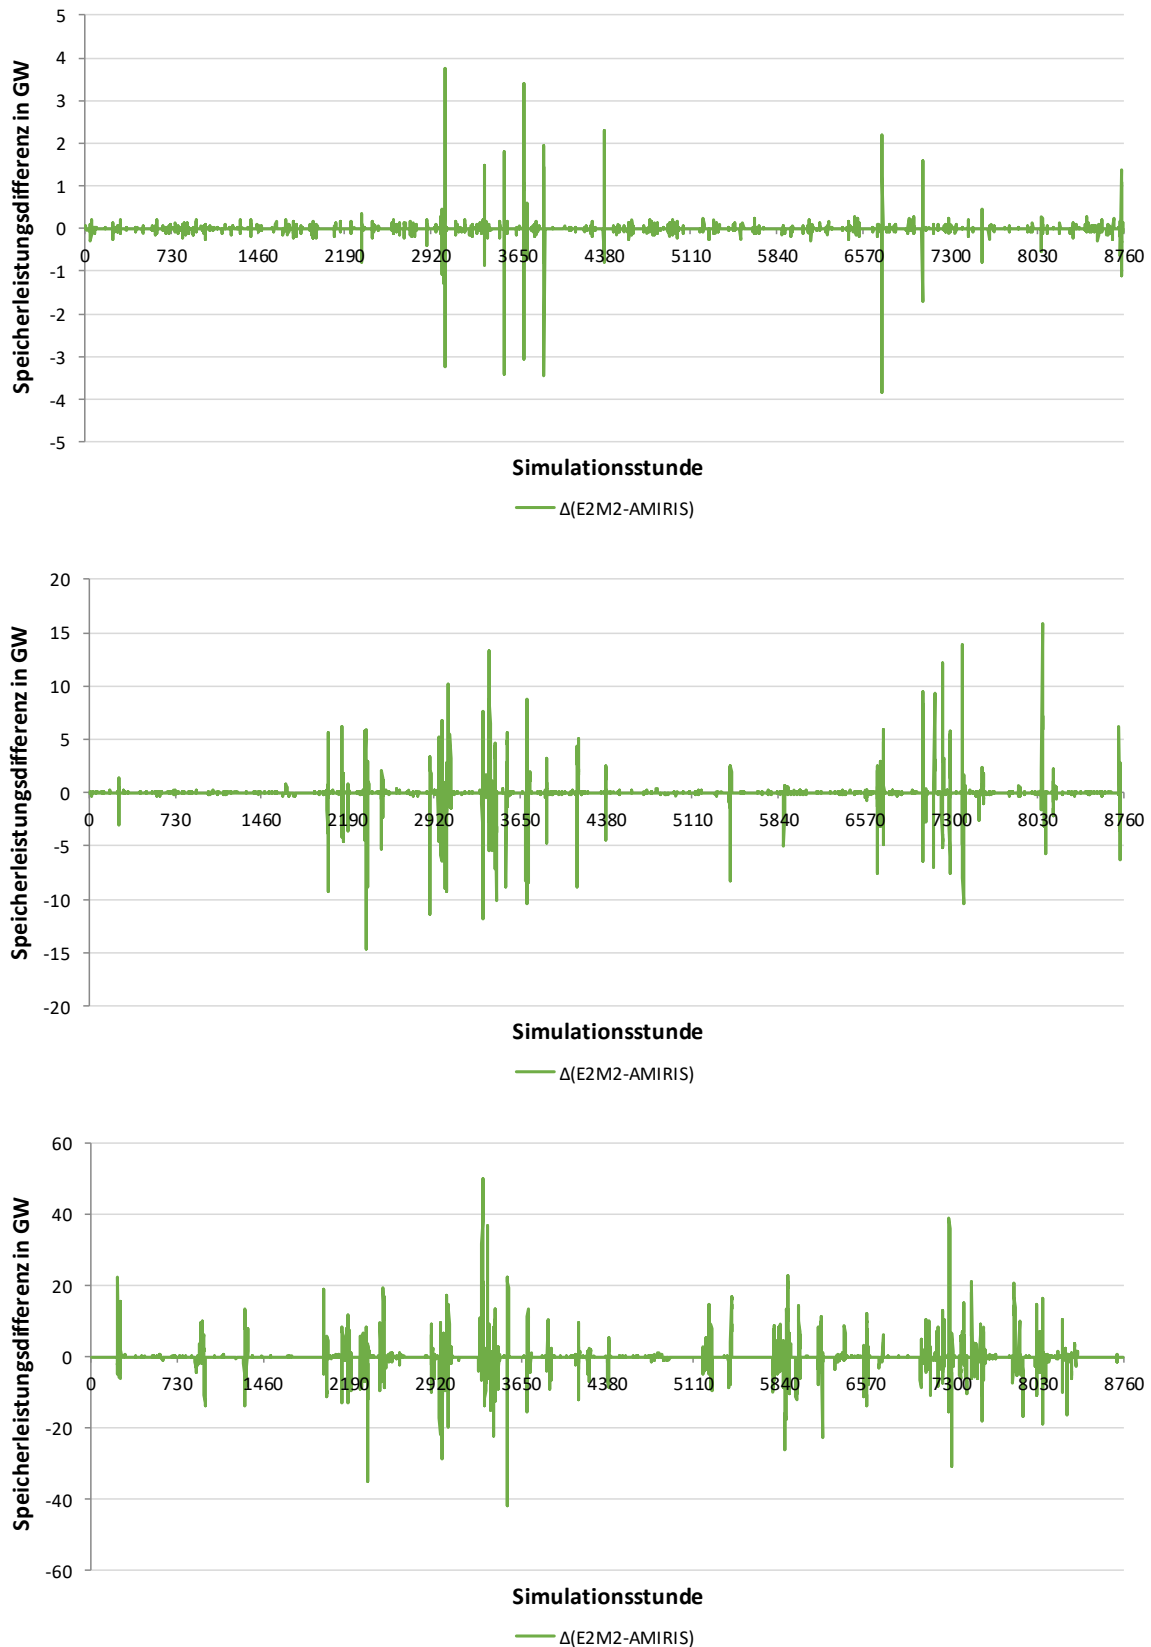 Speicherleistungsdifferenz in GW
5
4
3
2
1
0
-1
-2
-3
-4
-5
0 730 1460 2190 2920 3650 4380 5110 5840 6570 7300 8030 8760
Simulationsstunde
Δ(E2M2-AMIRIS)
Speicherleistungsdifferenz in GW
20
15
10
5
0
-5
-10
-15
-20
0 730 1460 2190 2920 3650 4380 5110 5840 6570 7300 8030 8760
Simulationsstunde
Δ(E2M2-AMIRIS)
Speicherleistungsdifferenz in GW
60
40
20
0
-20
-40
-60
0 730 1460 2190 2920 3650 4380 5110 5840 6570 7300 8030 8760
Simulationsstunde
Δ(E2M2-AMIRIS)